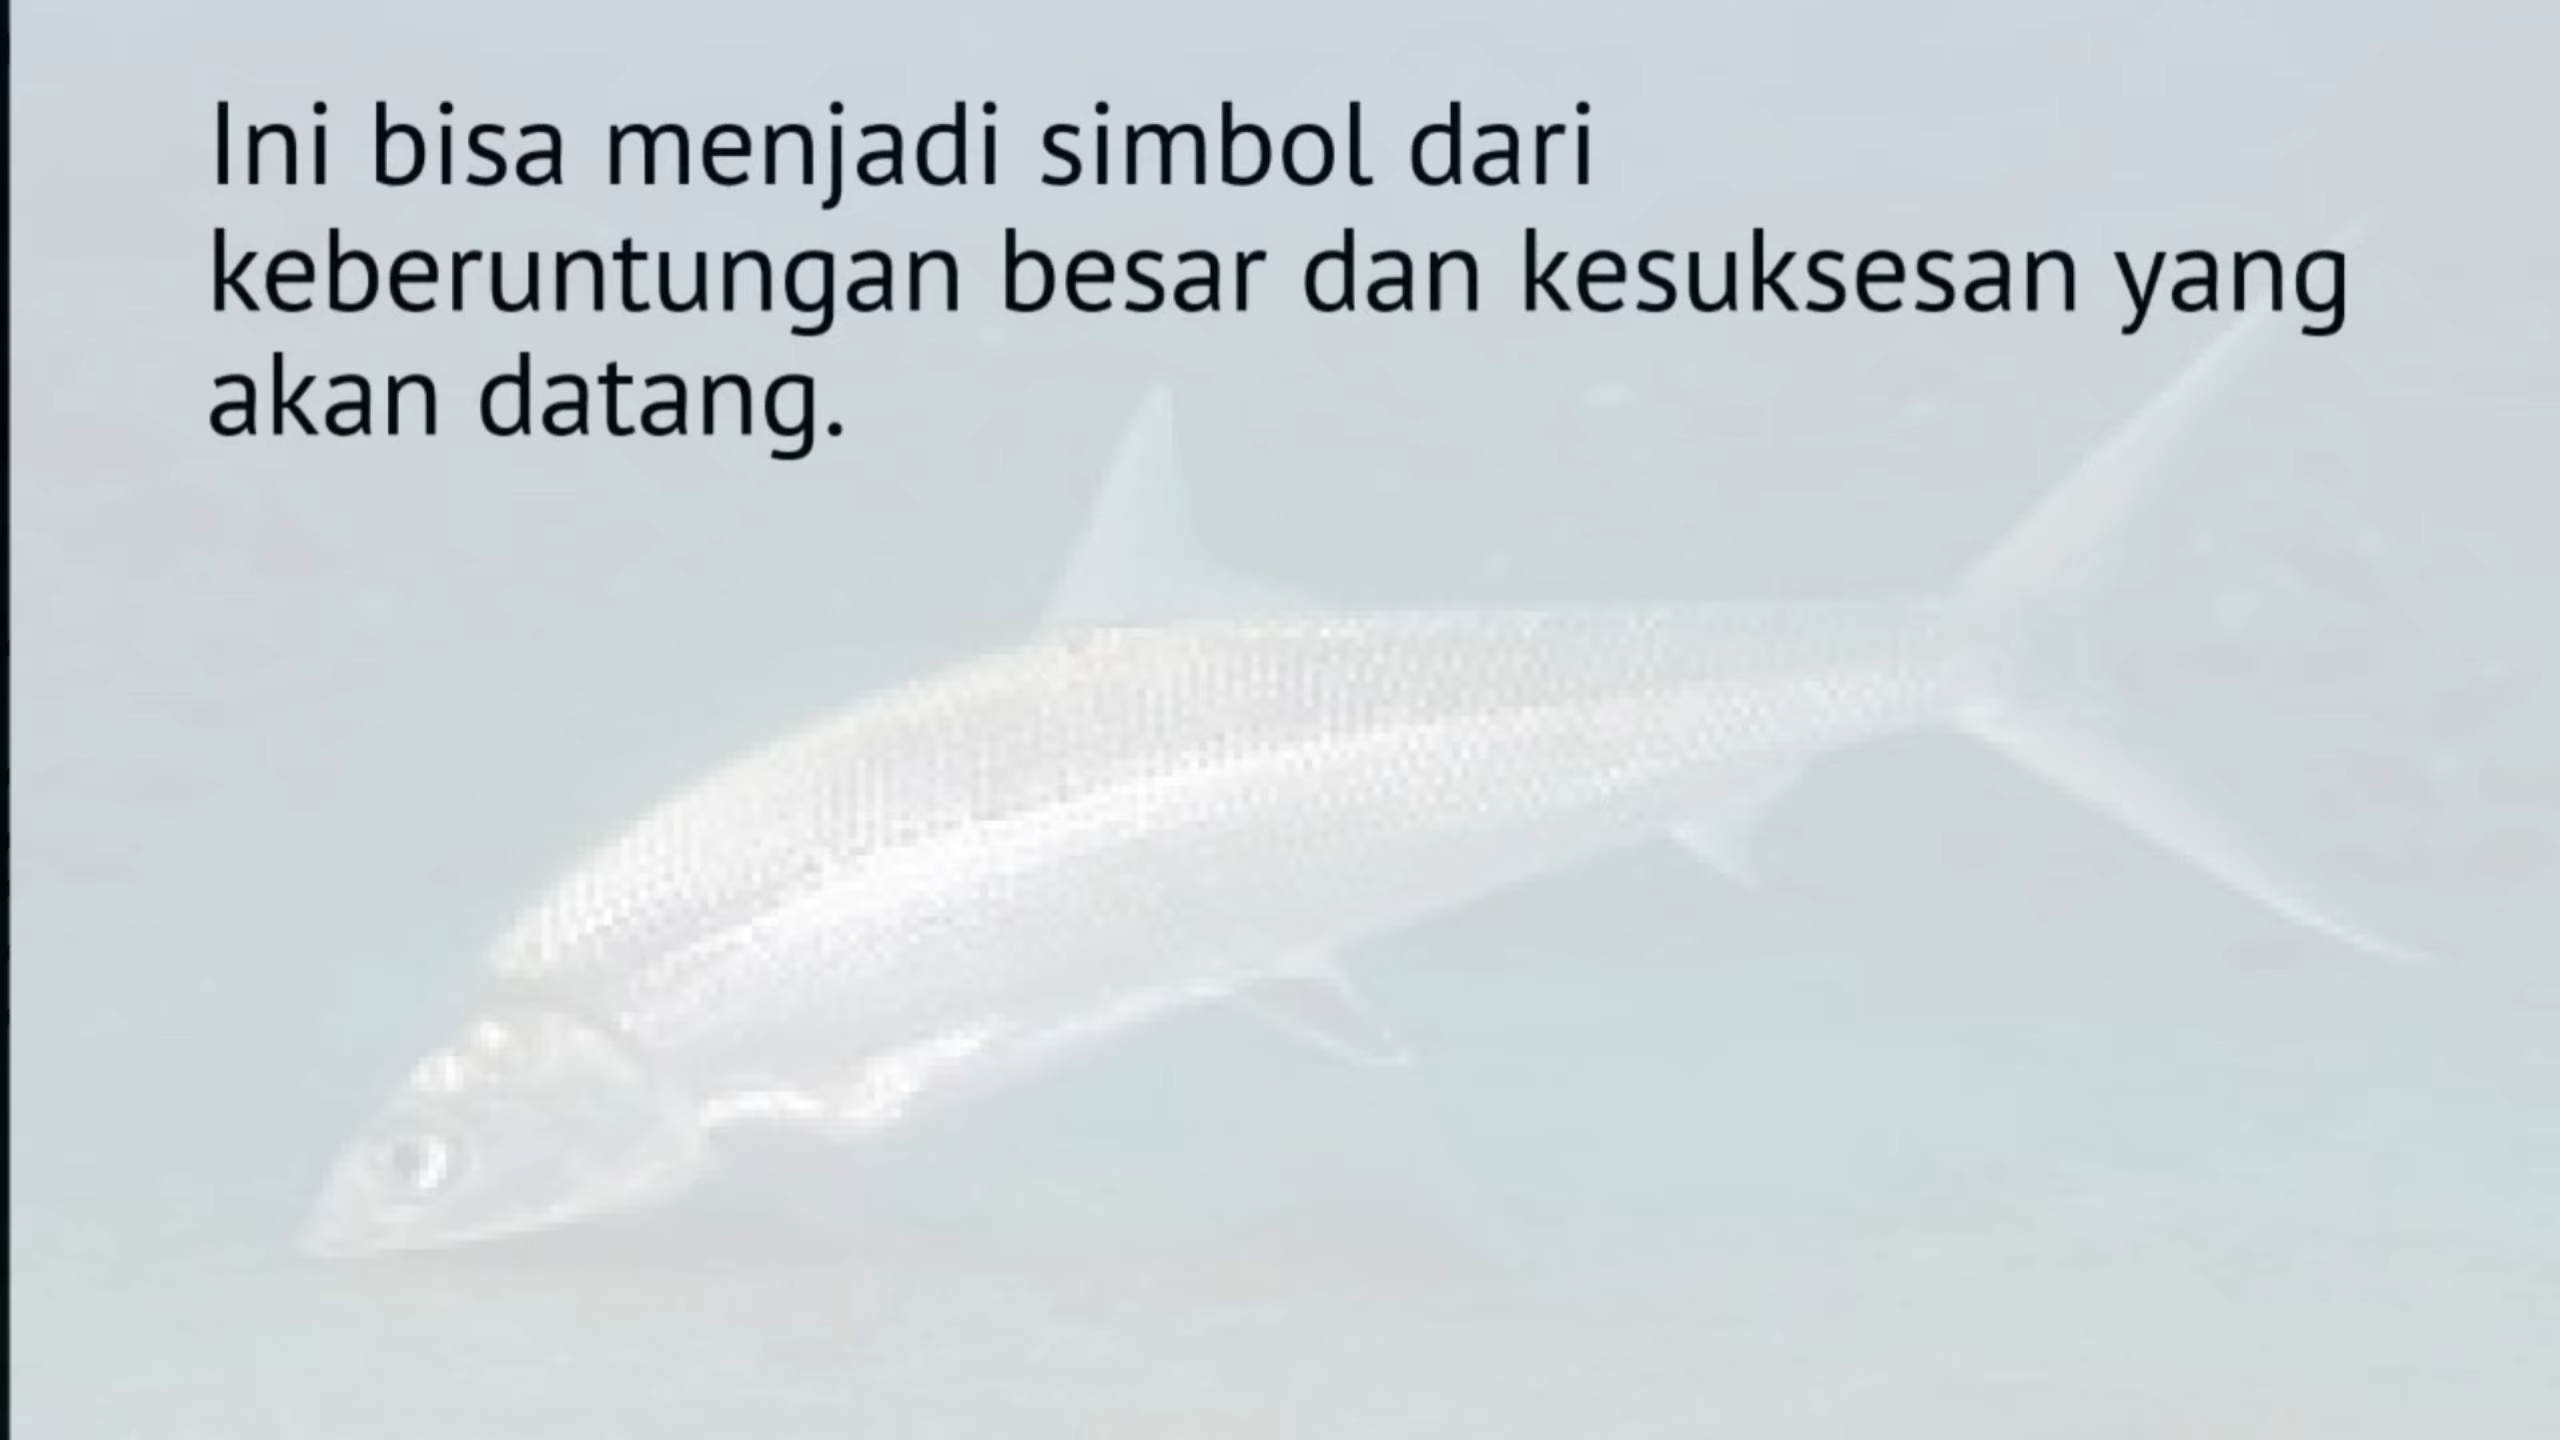 Ini bisa menjadi simbol dari
keberuntungan besar dan kesuksesan yang
akan datang.